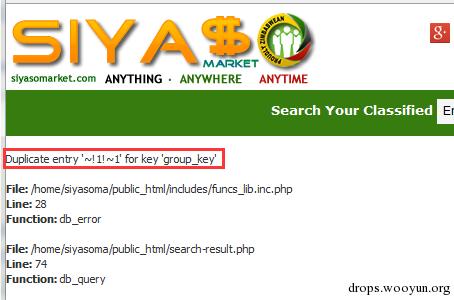 SIYAS$
MARKET
PROUDLY ZIMBABWEAN
siyasomarket.com ANYTHING · ANYWHERE ANYTIME
Search Your Classified
Duplicate entry '~!1!~1' for key 'group_key'
File: /home/siyasoma/public_html/includes/funcs_lib.inc.php
Line: 28
Function: db_error
File: /home/siyasoma/public_html/search-result.php
Line: 74
Function: db_query
drops.wooyun.org